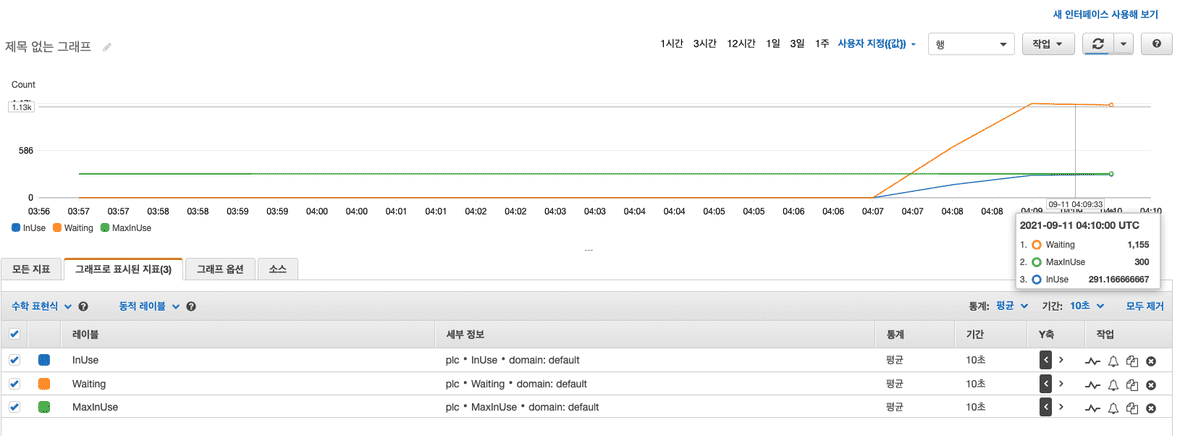 새 인터페이스 사용해 보기
제목 없는 그래프
1시간 3시간 12시간 1일 3일 1주 사용자 지정((값)) 행 작업
Count
1.13k
586
0
03:56 03:57 03:57 03:58 03:58 03:59 03:59 04:00 04:00 04:01 04:01 04:02 04:02 04:03 04:03 04:04 04:04 04:05 04:05 04:06 04:06 04:07 04:07 04:08 04:08 04:09 04:09 04:10 04:10
09-11 04:09:33
InUse Waiting MaxInUse
2021-09-11 04:10:00 UTC
1. Waiting 1,155
2. MaxInUse 300
3. InUse 291.166666667
모든 지표 그래프로 표시된 지표(3) 그래프 옵션 소스
수학 표현식 동적 레이블 통계: 평균 기간: 10초 모두 제거
레이블 세부 정보 통계 기간 Y축 작업
InUse plc • InUse • domain: default 평균 10초
Waiting plc • Waiting • domain: default 평균 10초
MaxInUse plc • MaxInUse • domain: default 평균 10초